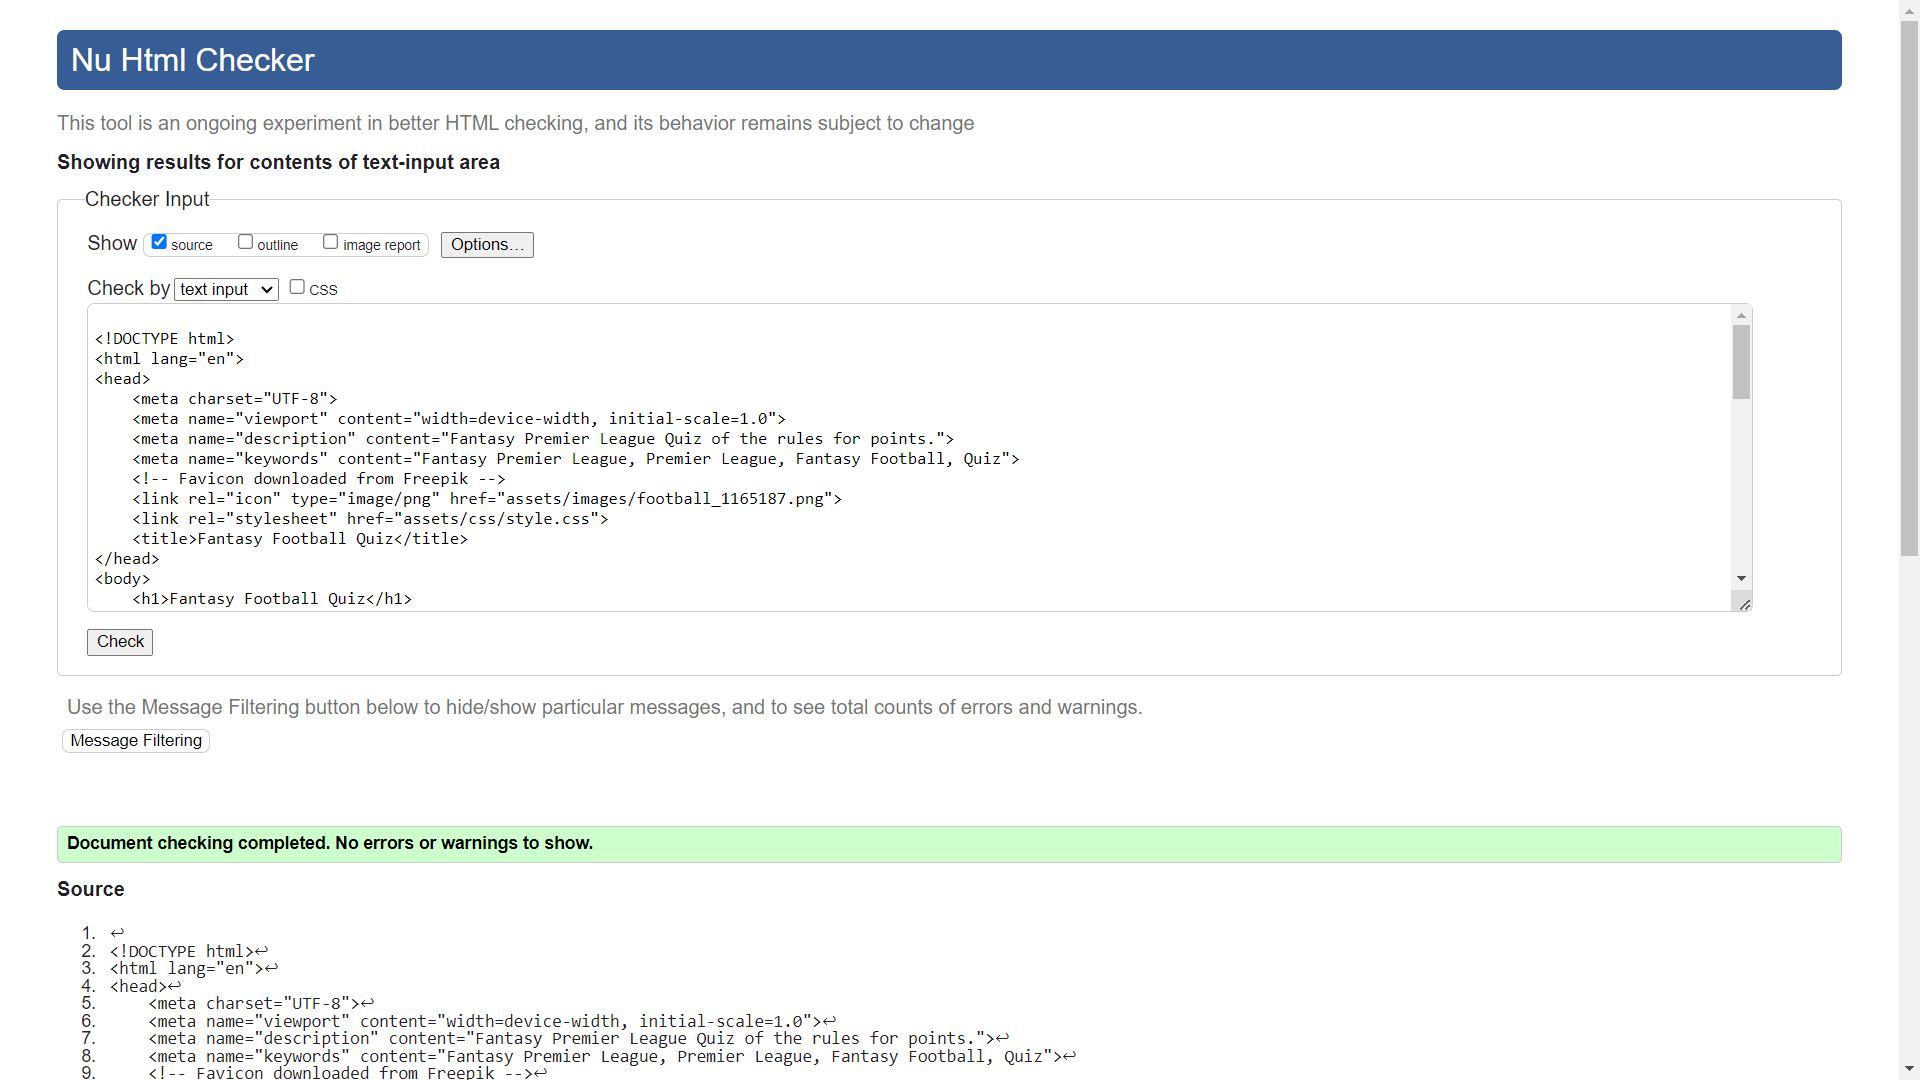 Nu Html Checker
This tool is an ongoing experiment in better HTML checking, and its behavior remains subject to change
Showing results for contents of text-input area
Checker Input
Show source outline image report Options…
Check by text input CSS
<!DOCTYPE html>
<html lang="en">
<head>
    <meta charset="UTF-8">
    <meta name="viewport" content="width=device-width, initial-scale=1.0">
    <meta name="description" content="Fantasy Premier League Quiz of the rules for points.">
    <meta name="keywords" content="Fantasy Premier League, Premier League, Fantasy Football, Quiz">
    <!-- Favicon downloaded from Freepik -->
    <link rel="icon" type="image/png" href="assets/images/football_1165187.png">
    <link rel="stylesheet" href="assets/css/style.css">
    <title>Fantasy Football Quiz</title>
</head>
<body>
    <h1>Fantasy Football Quiz</h1>
Check
Use the Message Filtering button below to hide/show particular messages, and to see total counts of errors and warnings.
Message Filtering
Document checking completed. No errors or warnings to show.
Source
1. ↩
2. <!DOCTYPE html>↩
3. <html lang="en">↩
4. <head>↩
5.     <meta charset="UTF-8">↩
6.     <meta name="viewport" content="width=device-width, initial-scale=1.0">↩
7.     <meta name="description" content="Fantasy Premier League Quiz of the rules for points.">↩
8.     <meta name="keywords" content="Fantasy Premier League, Premier League, Fantasy Football, Quiz">↩
9.     <!-- Favicon downloaded from Freepik -->↩